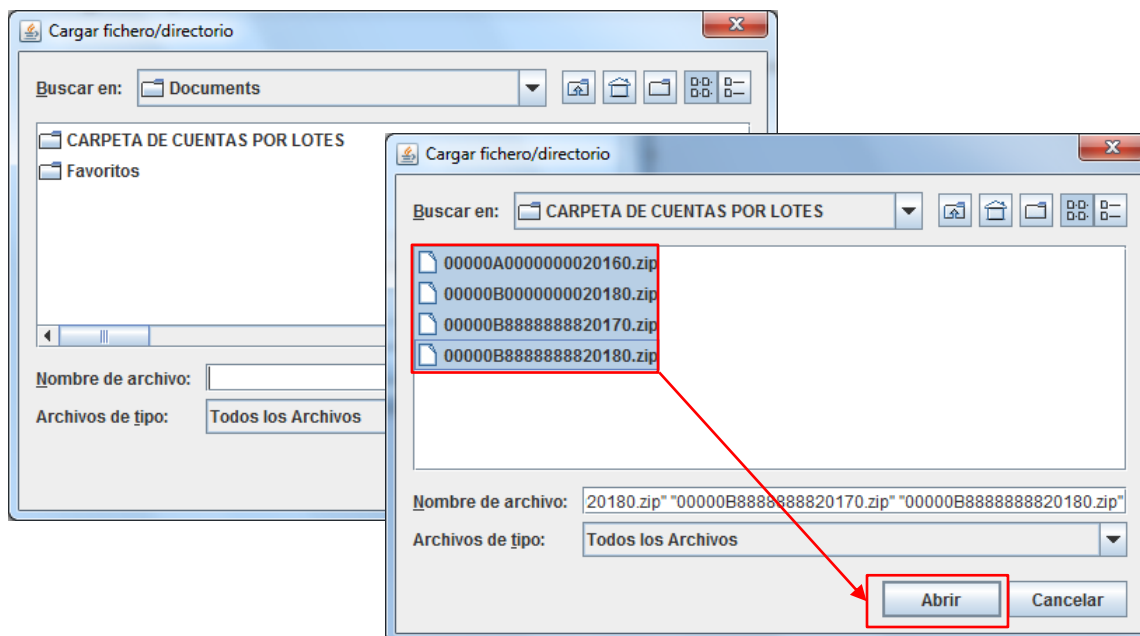 Cargar fichero/directorio
Buscar en: Documents
CARPETA DE CUENTAS POR LOTES
Favoritos
Nombre de archivo:
Archivos de tipo: Todos los Archivos
Cargar fichero/directorio
Buscar en: CARPETA DE CUENTAS POR LOTES
00000A0000000020160.zip
00000B0000000020180.zip
00000B8888888820170.zip
00000B8888888820180.zip
Nombre de archivo: 20180.zip" "00000B8888888820170.zip" "00000B8888888820180.zip"
Archivos de tipo: Todos los Archivos
Abrir Cancelar